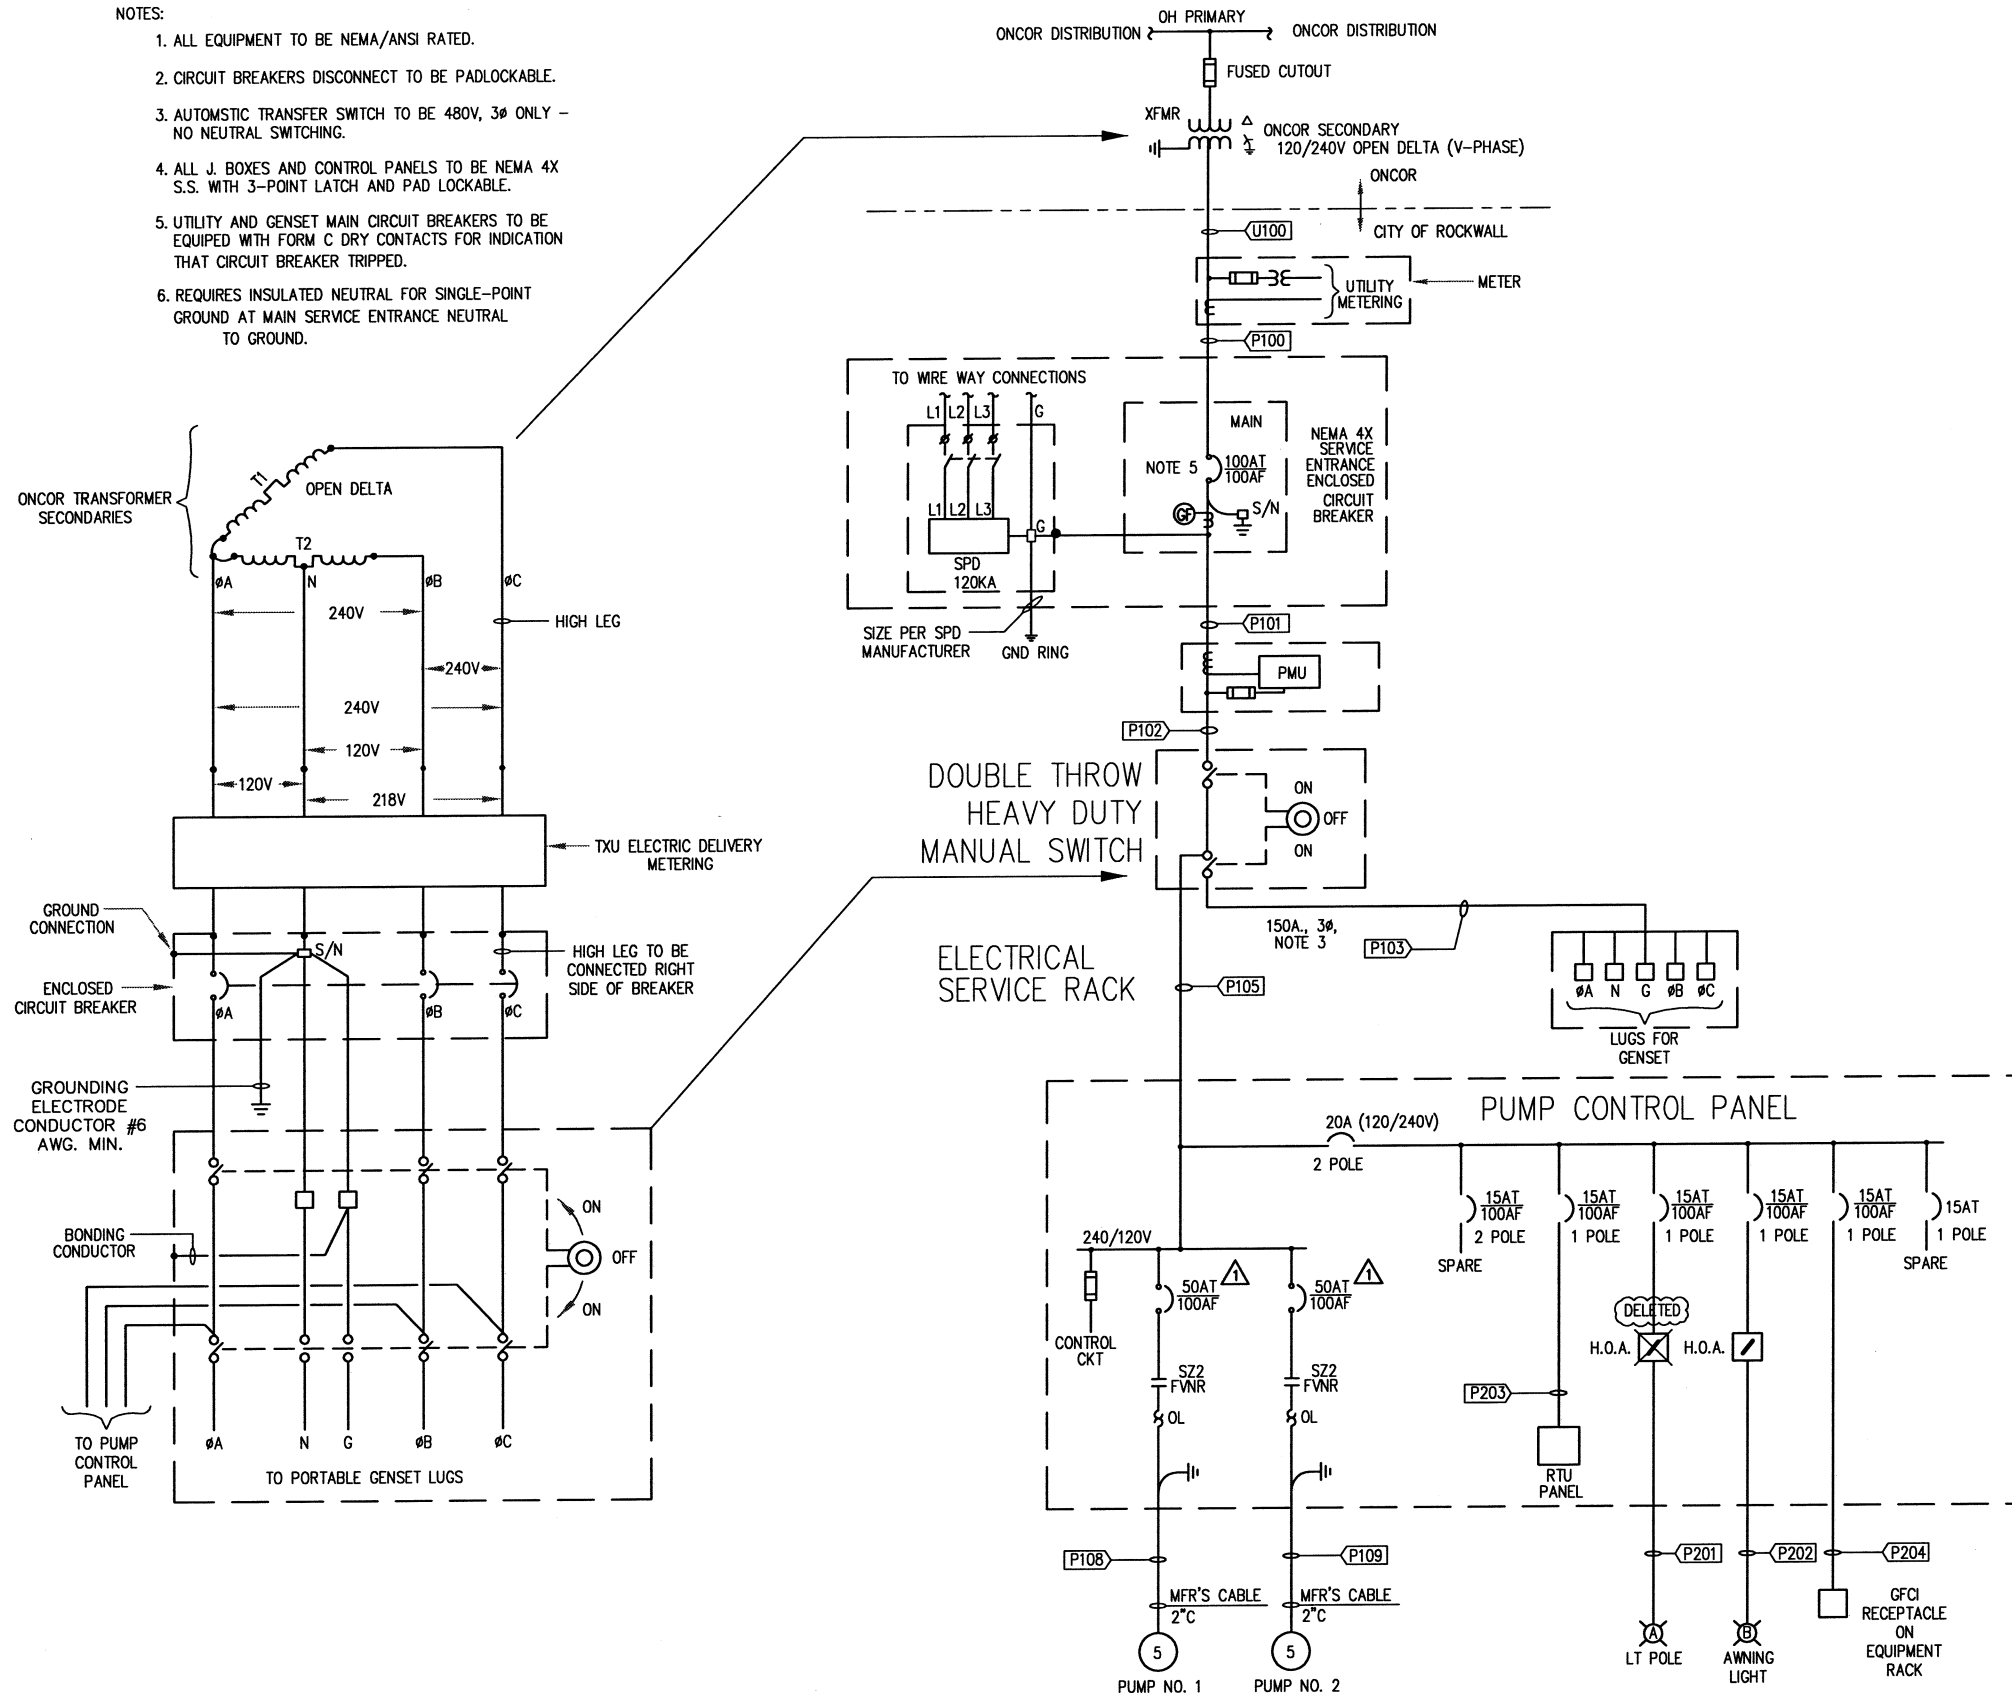 NOTES:
1. ALL EQUIPMENT TO BE NEMA/ANSI RATED.
2. CIRCUIT BREAKERS DISCONNECT TO BE PADLOCKABLE.
3. AUTOMSTIC TRANSFER SWITCH TO BE 480V, 3ø ONLY –
NO NEUTRAL SWITCHING.
4. ALL J. BOXES AND CONTROL PANELS TO BE NEMA 4X
S.S. WITH 3-POINT LATCH AND PAD LOCKABLE.
5. UTILITY AND GENSET MAIN CIRCUIT BREAKERS TO BE
EQUIPED WITH FORM C DRY CONTACTS FOR INDICATION
THAT CIRCUIT BREAKER TRIPPED.
6. REQUIRES INSULATED NEUTRAL FOR SINGLE-POINT
GROUND AT MAIN SERVICE ENTRANCE NEUTRAL
TO GROUND.
ONCOR TRANSFORMER
SECONDARIES
T1
OPEN DELTA
T2
øA
N
øB
øC
240V
HIGH LEG
240V
240V
120V
120V
218V
TXU ELECTRIC DELIVERY
METERING
GROUND
CONNECTION
S/N
HIGH LEG TO BE
CONNECTED RIGHT
SIDE OF BREAKER
ENCLOSED
CIRCUIT BREAKER
øA
øB
øC
GROUNDING
ELECTRODE
CONDUCTOR #6
AWG. MIN.
BONDING
CONDUCTOR
ON
OFF
ON
TO PUMP
CONTROL
PANEL
øA
N
G
øB
øC
TO PORTABLE GENSET LUGS
OH PRIMARY
ONCOR DISTRIBUTION
ONCOR DISTRIBUTION
FUSED CUTOUT
XFMR
ONCOR SECONDARY
120/240V OPEN DELTA (V-PHASE)
ONCOR
CITY OF ROCKWALL
U100
UTILITY
METERING
METER
P100
TO WIRE WAY CONNECTIONS
L1 L2 L3 G
L1 L2 L3
G
SPD
120KA
MAIN
NOTE 5
100AT
100AF
GF
S/N
NEMA 4X
SERVICE
ENTRANCE
ENCLOSED
CIRCUIT
BREAKER
SIZE PER SPD
MANUFACTURER
GND RING
P101
PMU
P102
DOUBLE THROW
HEAVY DUTY
MANUAL SWITCH
ON
OFF
ON
150A., 3ø,
NOTE 3
P103
ELECTRICAL
SERVICE RACK
P105
øA N G øB øC
LUGS FOR
GENSET
PUMP CONTROL PANEL
20A (120/240V)
2 POLE
15AT
100AF
2 POLE
SPARE
15AT
100AF
1 POLE
15AT
100AF
1 POLE
15AT
100AF
1 POLE
15AT
100AF
1 POLE
15AT
1 POLE
SPARE
240/120V
CONTROL
CKT
50AT
100AF
1
50AT
100AF
1
SZ2
FVNR
OL
SZ2
FVNR
OL
DELETED
H.O.A.
H.O.A.
P203
RTU
PANEL
P108
P109
P201
P202
P204
MFR'S CABLE
2"C
MFR'S CABLE
2"C
5
PUMP NO. 1
5
PUMP NO. 2
A
LT POLE
B
AWNING
LIGHT
GFCI
RECEPTACLE
ON
EQUIPMENT
RACK